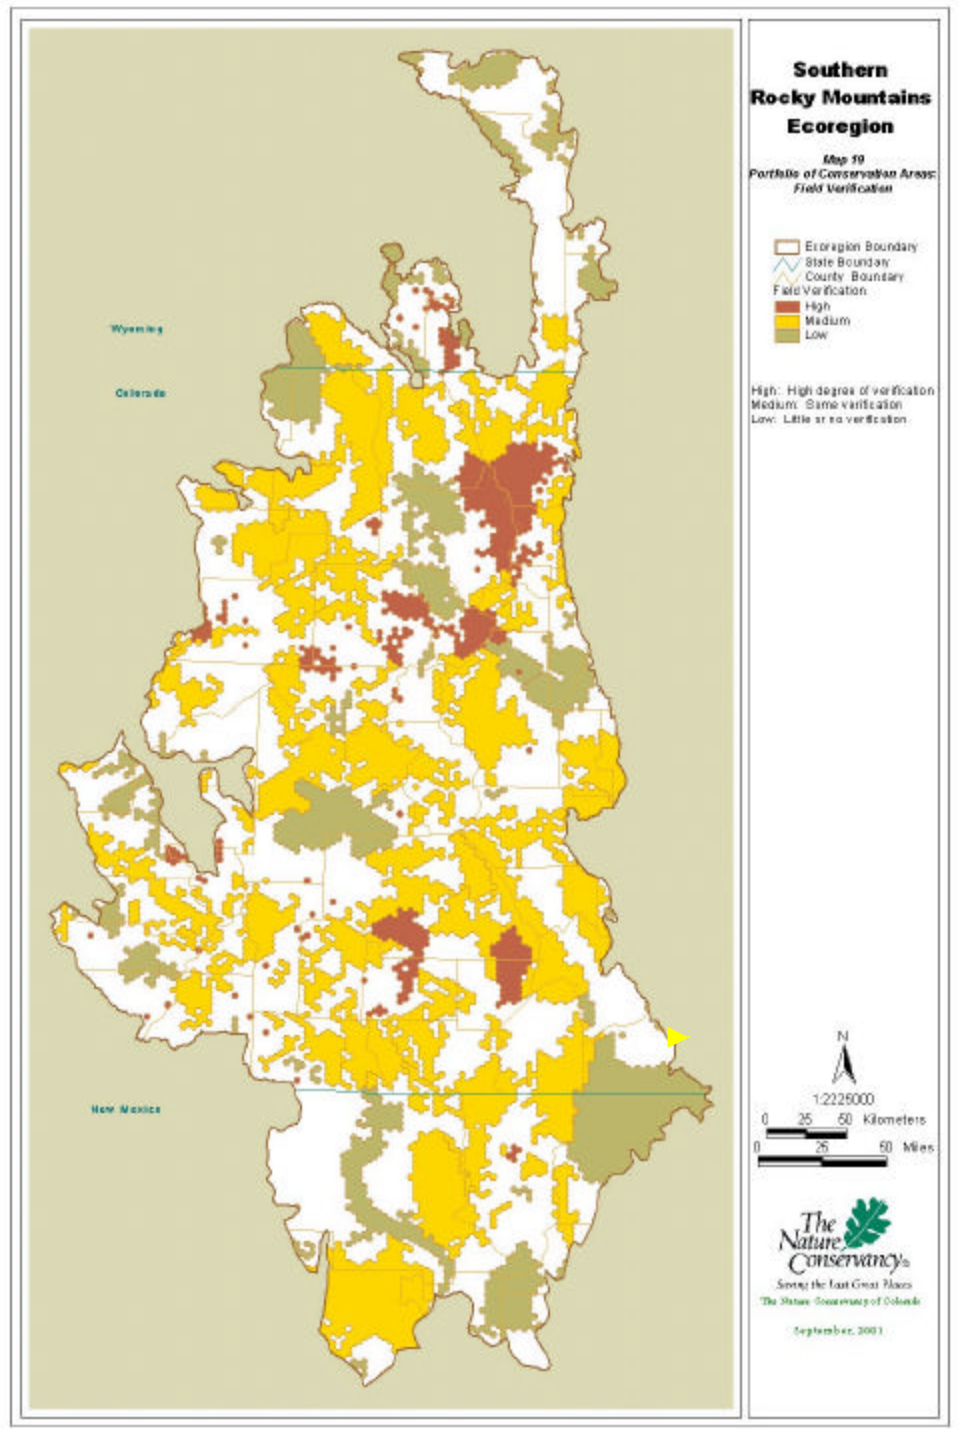 Southern
Rocky Mountains
Ecoregion
Map 19
Portfolio of Conservation Areas:
Field Verification
Ecoregion Boundary
State Boundary
County Boundary
Field Verification
High
Medium
Low
High: High degree of verification
Medium: Some verification
Low: Little or no verification
Wyoming
Colorado
New Mexico
N
1:2225000
0 25 50 Kilometers
0 25 50 Miles
The
Nature
Conservancy
Saving the Last Great Places
The Nature Conservancy of Colorado
September, 2001